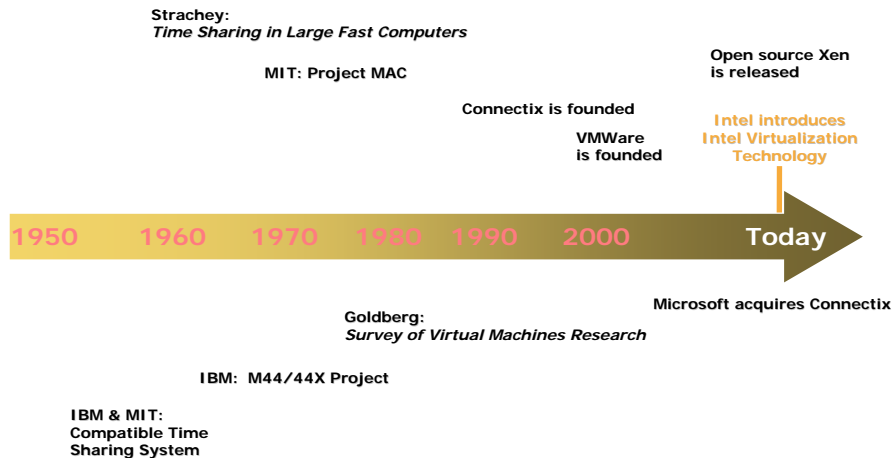 Strachey:
Time Sharing in Large Fast Computers
MIT: Project MAC
Open source Xen
is released
Connectix is founded
VMWare
is founded
Intel introduces
Intel Virtualization
Technology
1950 1960 1970 1980 1990 2000 Today
Microsoft acquires Connectix
Goldberg:
Survey of Virtual Machines Research
IBM: M44/44X Project
IBM & MIT:
Compatible Time
Sharing System